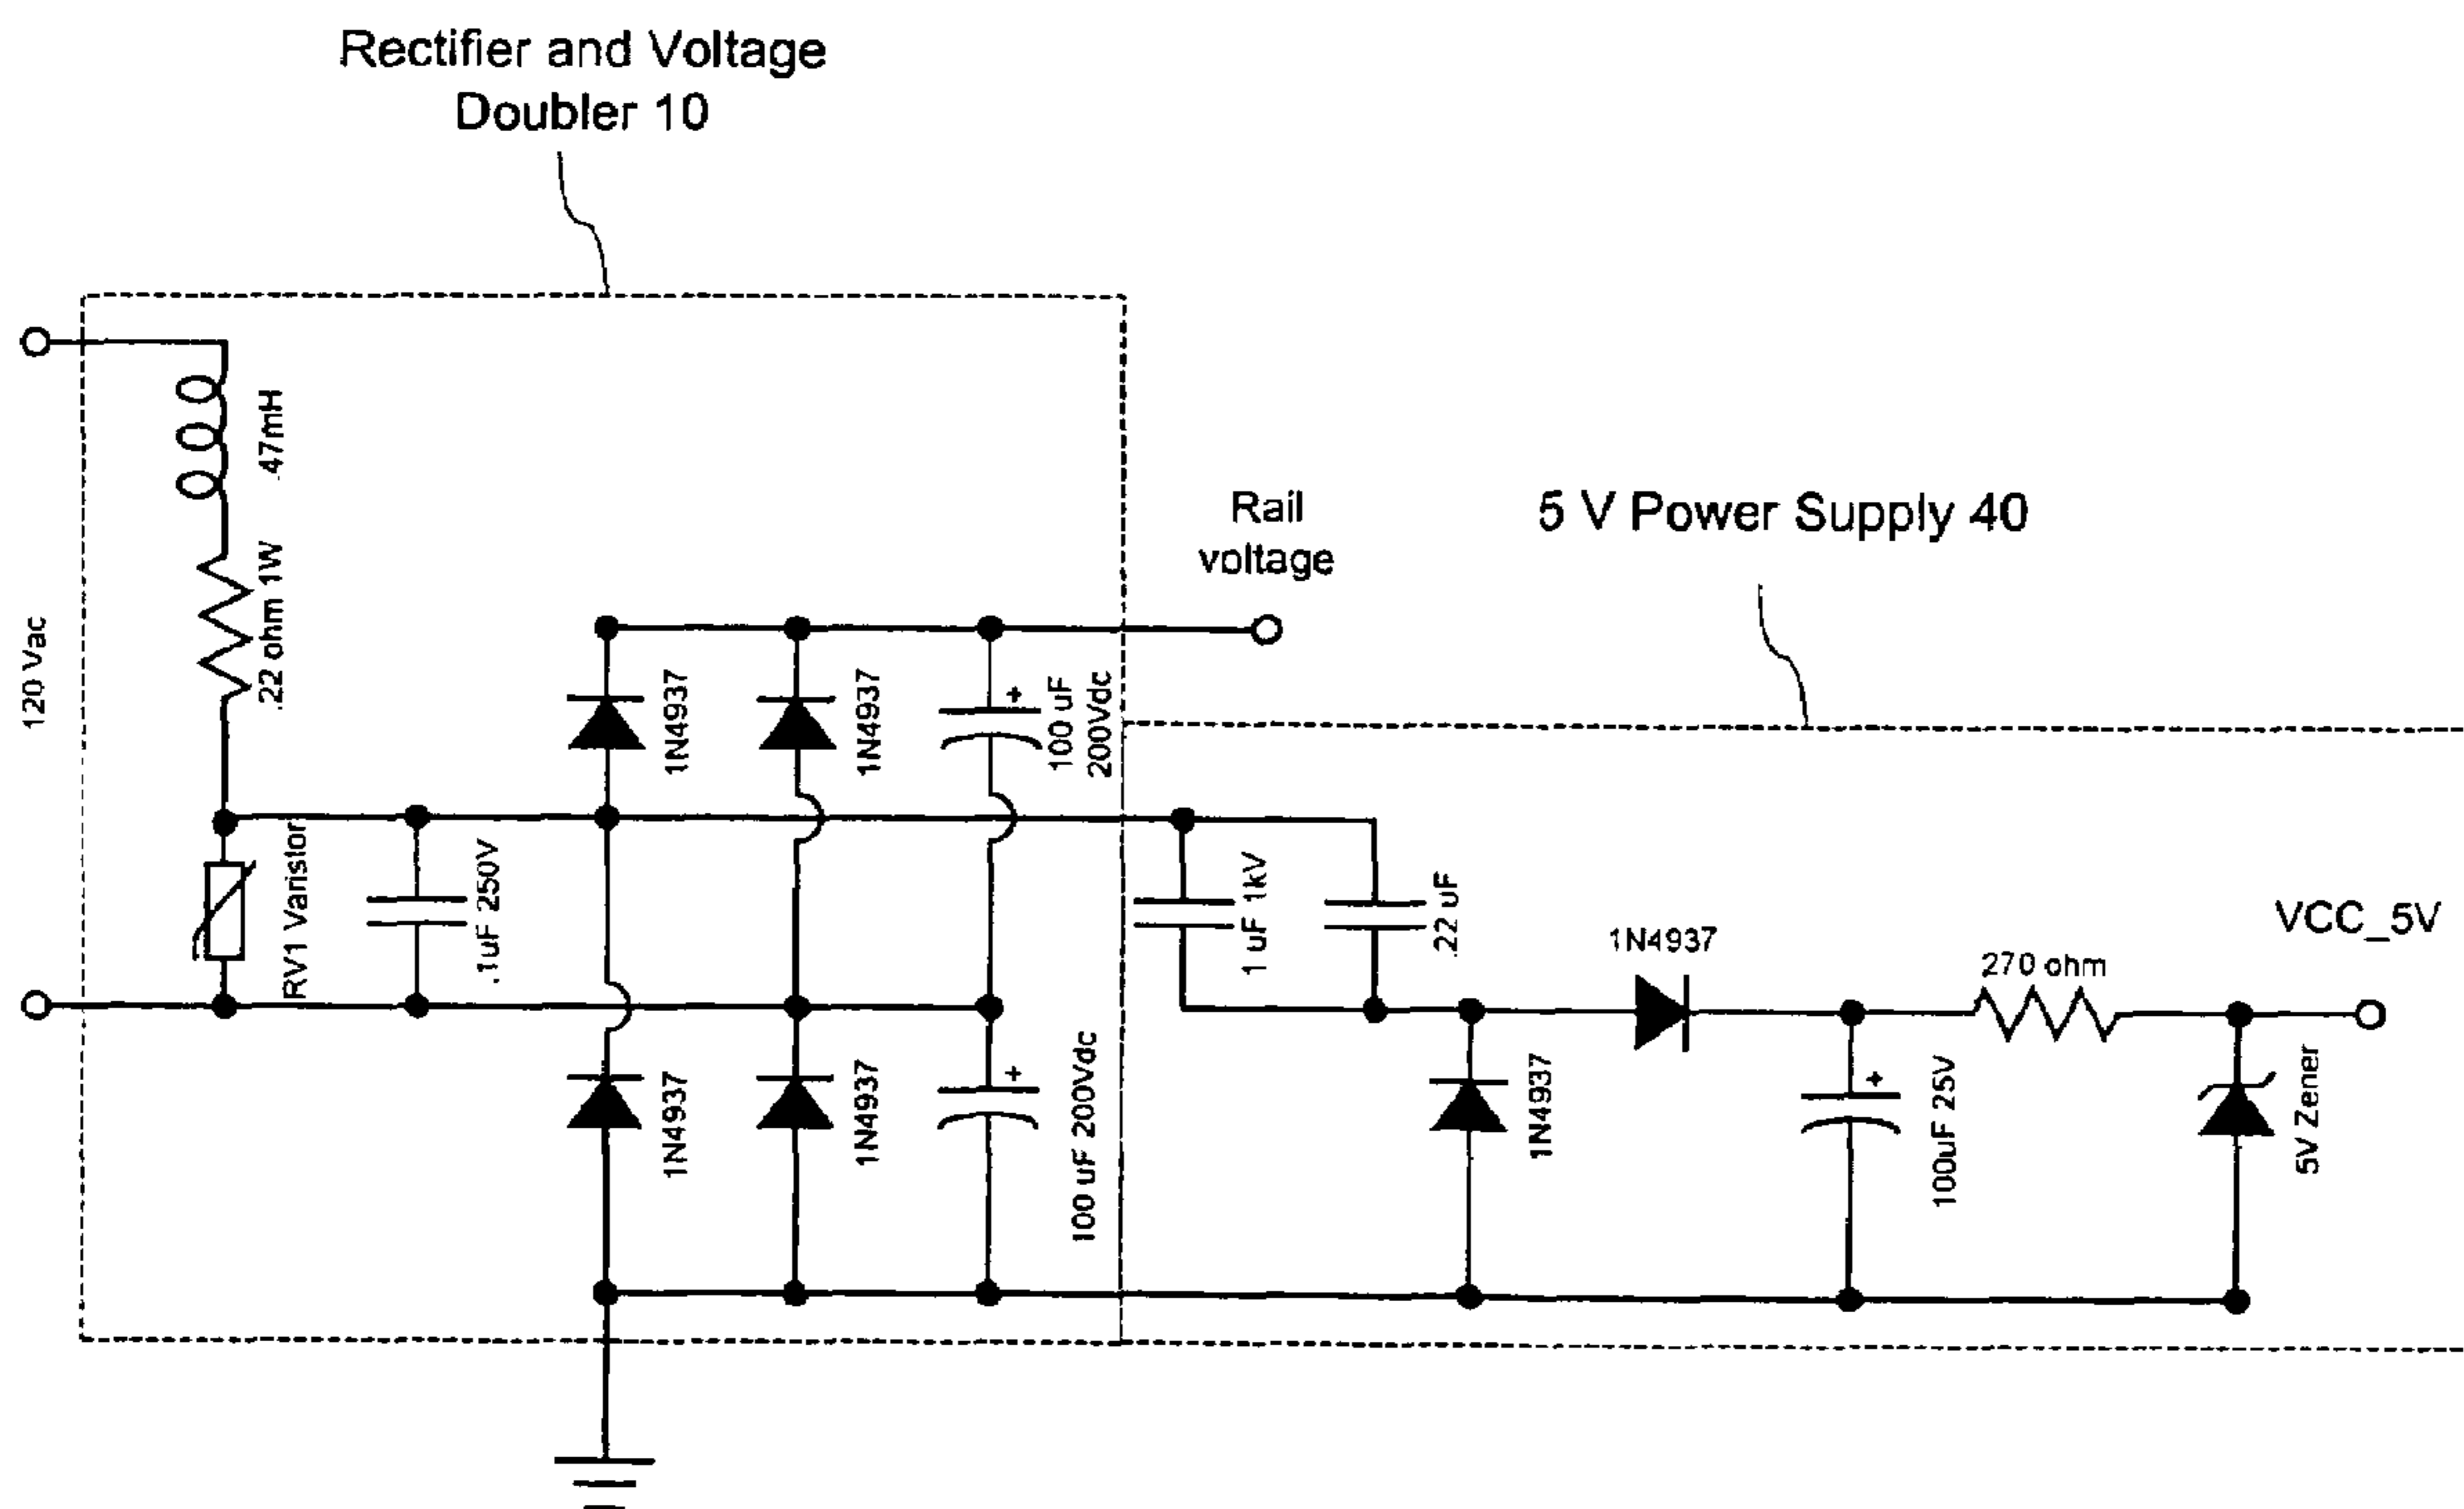 Rectifier and Voltage
Doubler 10
120 Vac
.47mH
.22 ohm 1W
RV1 Varistor
.1uF 250V
1N4937
1N4937
100 uF
200Vdc
1N4937
1N4937
100 uF 200Vdc
Rail
voltage
5 V Power Supply 40
1 uF 1kV
.22 uF
1N4937
1N4937
100uF 25V
270 ohm
5V Zener
VCC_5V
+
+
+